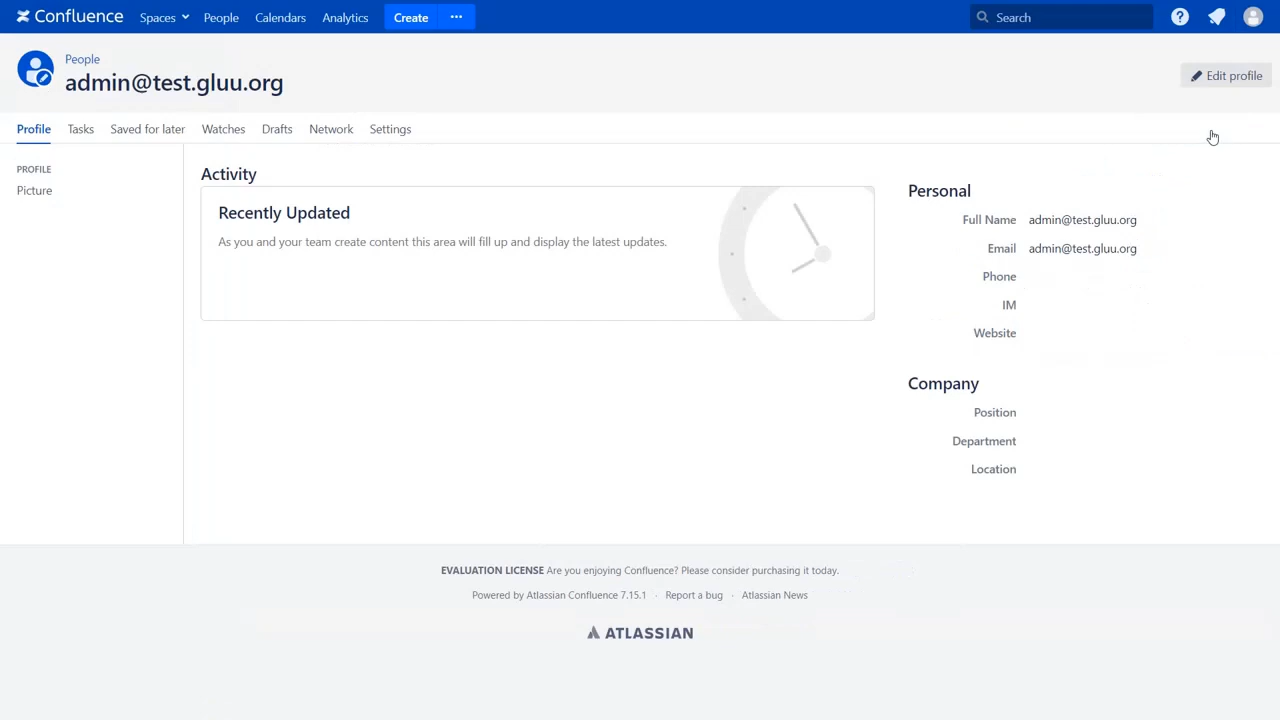 Confluence Spaces People Calendars Analytics Create ··· Search
People
admin@test.gluu.org
Edit profile
Profile Tasks Saved for later Watches Drafts Network Settings
PROFILE
Picture
Activity
Recently Updated
As you and your team create content this area will fill up and display the latest updates.
Personal
Full Name admin@test.gluu.org
Email admin@test.gluu.org
Phone
IM
Website
Company
Position
Department
Location
EVALUATION LICENSE Are you enjoying Confluence? Please consider purchasing it today.
Powered by Atlassian Confluence 7.15.1 · Report a bug · Atlassian News
ATLASSIAN